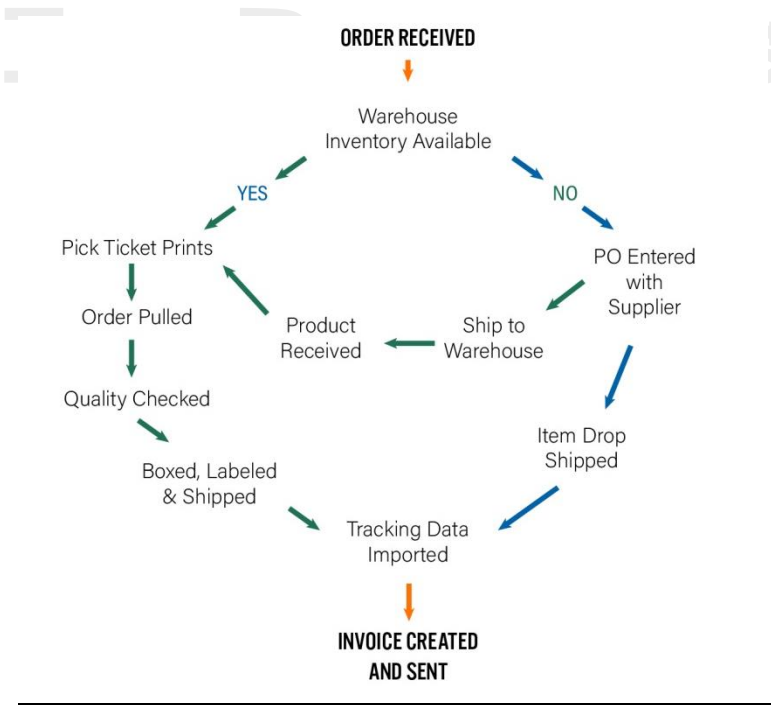 ORDER RECEIVED
Warehouse
Inventory Available
YES
NO
Pick Ticket Prints
PO Entered
with
Supplier
Order Pulled
Product
Received
Ship to
Warehouse
Quality Checked
Item Drop
Shipped
Boxed, Labeled
& Shipped
Tracking Data
Imported
INVOICE CREATED
AND SENT